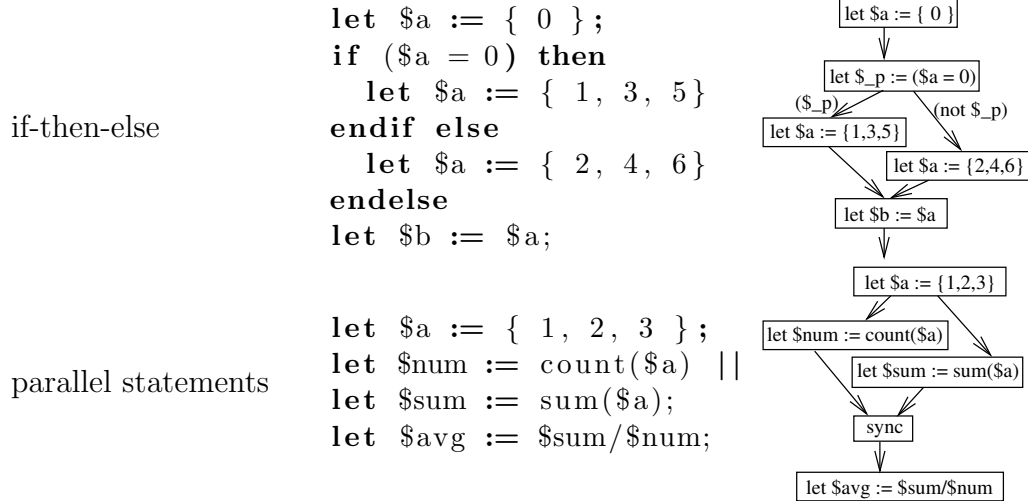 if-then-else
let $a := { 0 };
if ($a = 0) then
let $a := { 1, 3, 5}
endif else
let $a := { 2, 4, 6}
endelse
let $b := $a;
let $a := { 0 }
let $_p := ($a = 0)
($_p)
(not $_p)
let $a := {1,3,5}
let $a := {2,4,6}
let $b := $a
parallel statements
let $a := { 1, 2, 3 };
let $num := count($a) ||
let $sum := sum($a);
let $avg := $sum/$num;
let $a := {1,2,3}
let $num := count($a)
let $sum := sum($a)
sync
let $avg := $sum/$num